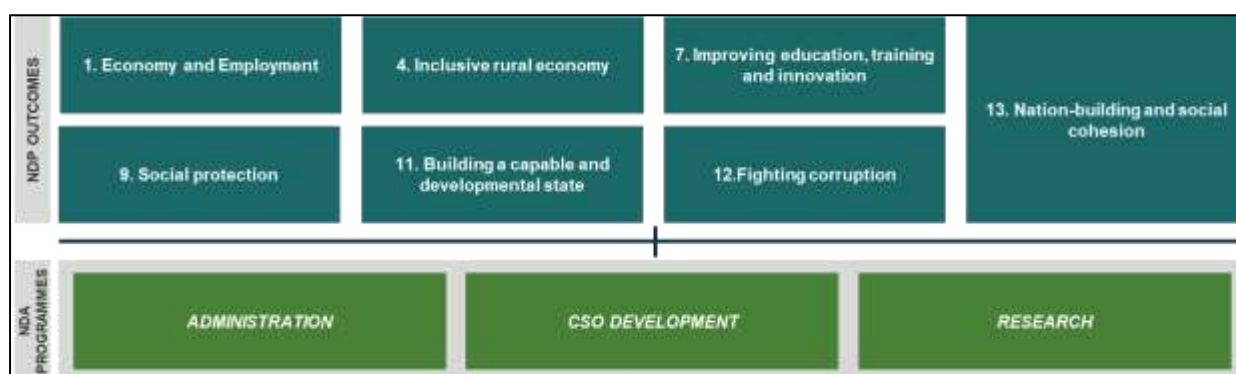 NDP OUTCOMES
1. Economy and Employment
4. Inclusive rural economy
7. Improving education, training
and innovation
13. Nation-building and social
cohesion
9. Social protection
11. Building a capable and
developmental state
12.Fighting corruption
NDA
PROGRAMMES
ADMINISTRATION
CSO DEVELOPMENT
RESEARCH